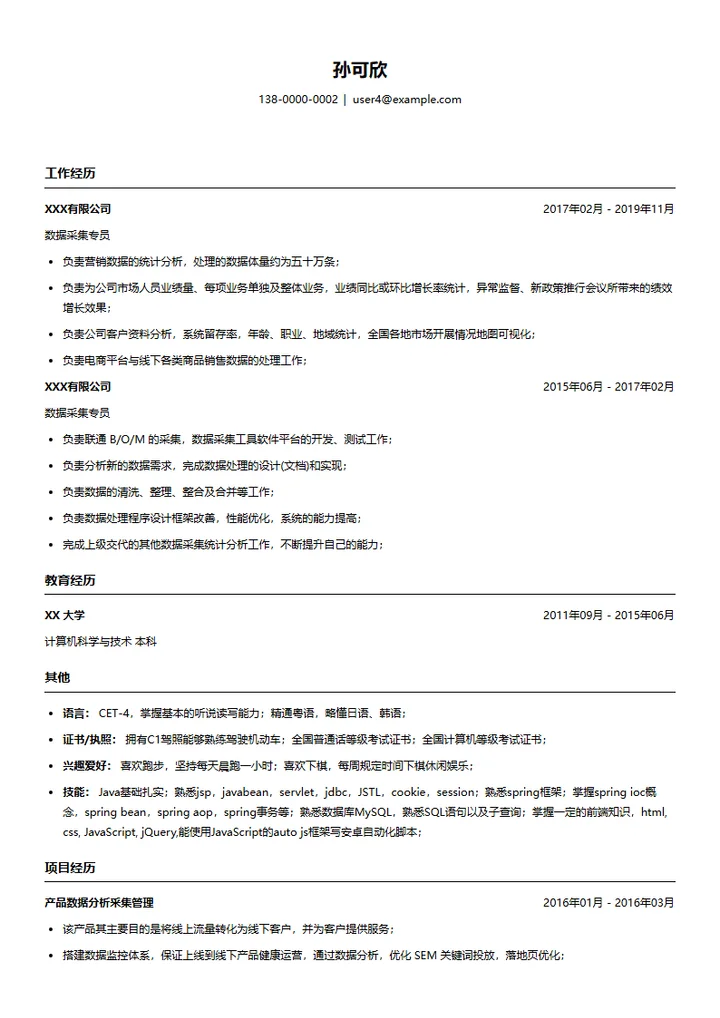 孙可欣
138-0000-0002 | user4@example.com
工作经历
XXX有限公司 2017年02月 - 2019年11月
数据采集专员
• 负责营销数据的统计分析，处理的数据体量约为五十万条；
• 负责为公司市场人员业绩量、每项业务单独及整体业务，业绩同比或环比增长率统计，异常监督、新政策推行会议所带来的绩效
增长效果；
• 负责公司客户资料分析，系统留存率，年龄、职业、地域统计，全国各地市场开展情况地图可视化；
• 负责电商平台与线下各类商品销售数据的处理工作；
XXX有限公司 2015年06月 - 2017年02月
数据采集专员
• 负责联通 B/O/M 的采集，数据采集工具软件平台的开发、测试工作；
• 负责分析新的数据需求，完成数据处理的设计(文档)和实现；
• 负责数据的清洗、整理、整合及合并等工作；
• 负责数据处理程序设计框架改善，性能优化，系统的能力提高；
• 完成上级交代的其他数据采集统计分析工作，不断提升自己的能力；
教育经历
XX 大学 2011年09月 - 2015年06月
计算机科学与技术 本科
其他
• 语言： CET-4，掌握基本的听说读写能力；精通粤语，略懂日语、韩语；
• 证书/执照： 拥有C1驾照能够熟练驾驶机动车；全国普通话等级考试证书；全国计算机等级考试证书；
• 兴趣爱好： 喜欢跑步，坚持每天晨跑一小时；喜欢下棋，每周规定时间下棋休闲娱乐；
• 技能： Java基础扎实；熟悉jsp，javabean，servlet，jdbc，JSTL，cookie，session；熟悉spring框架；掌握spring ioc概
念，spring bean，spring aop，spring事务等；熟悉数据库MySQL，熟悉SQL语句以及子查询；掌握一定的前端知识，html,
css, JavaScript, jQuery,能使用JavaScript的auto js框架写安卓自动化脚本；
项目经历
产品数据分析采集管理 2016年01月 - 2016年03月
• 该产品其主要目的是将线上流量转化为线下客户，并为客户提供服务；
• 搭建数据监控体系，保证上线到线下产品健康运营，通过数据分析，优化 SEM 关键词投放，落地页优化；